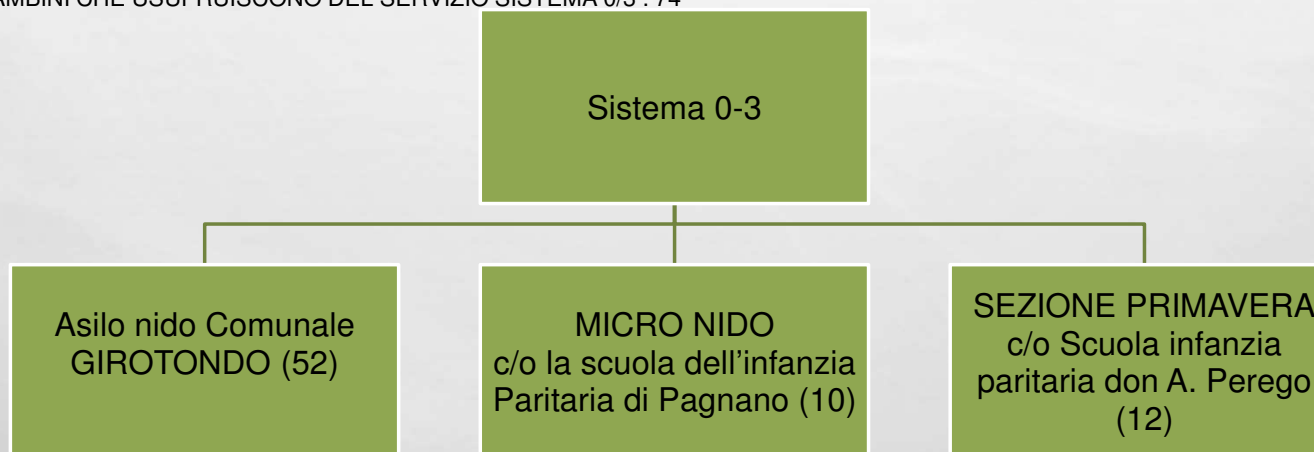 AMBINI CHE USUFRUISCONO DEL SERVIZIO SISTEMA 0/3 : 74
Sistema 0-3
Asilo nido Comunale
GIROTONDO (52)
MICRO NIDO
c/o la scuola dell’infanzia
Paritaria di Pagnano (10)
SEZIONE PRIMAVERA
c/o Scuola infanzia
paritaria don A. Perego
(12)